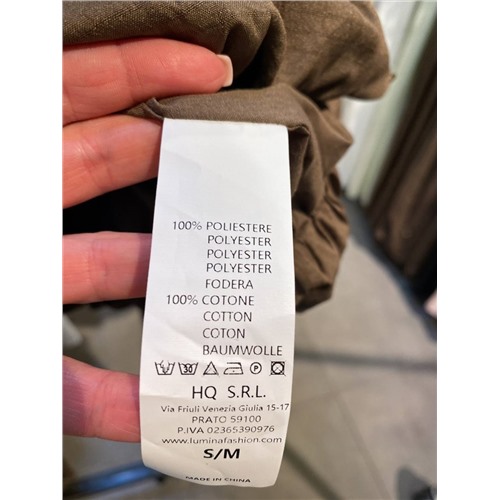 100% POLIESTERE
POLYESTER
POLYESTER
POLYESTER
FODERA
100% COTONE
COTTON
COTON
BAUMWOLLE
30 P
HQ S.R.L.
Via Friuli Venezia Giulia 15-17
PRATO 59100
P.IVA 02365390976
www.luminafashion.com
S/M
MADE IN CHINA